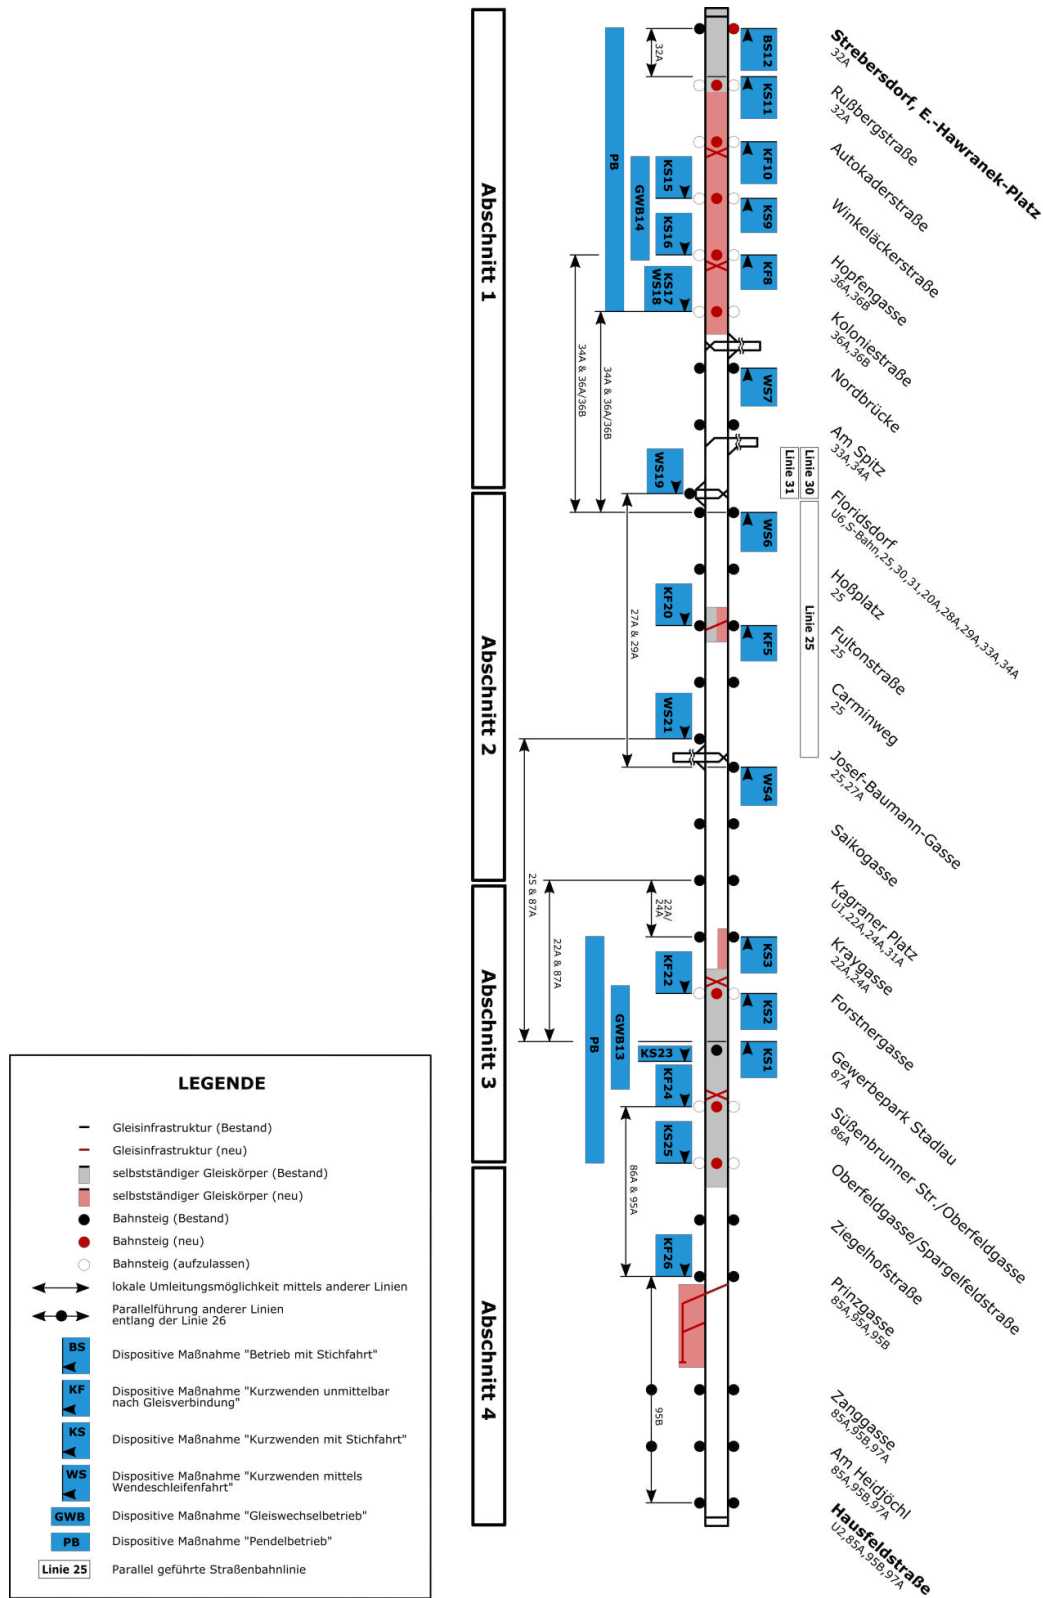 Abschnitt 1
Abschnitt 2
Abschnitt 3
Abschnitt 4
32A
34A & 36A/36B
34A & 36A/36B
27A & 29A
25 & 87A
22A & 87A
22A/
24A
86A & 95A
95B
PB
GWB14
KS15
KS16
KS17
WS18
WS19
KF20
WS21
KF22
GWB13
PB
KS23
KF24
KS25
KF26
BS12
KS11
KF10
KS9
KF8
WS7
WS6
KF5
WS4
KS3
KS2
KS1
Linie 30
Linie 31
Linie 25
Strebersdorf, E.-Hawranek-Platz
32A
Rußbergstraße
32A
Autokaderstraße
Winkeläckerstraße
Hopfengasse
36A,36B
Koloniestraße
36A,36B
Nordbrücke
Am Spitz
33A,34A
Floridsdorf
U6,S-Bahn,25,30,31,20A,28A,29A,33A,34A
Hoßplatz
25
Fultonstraße
25
Carminweg
25
Josef-Baumann-Gasse
25,27A
Saikogasse
Kagraner Platz
U1,22A,24A,31A
Kraygasse
22A,24A
Forstnergasse
Gewerbepark Stadlau
87A
Süßenbrunner Str./Oberfeldgasse
86A
Oberfeldgasse/Spargelfeldstraße
Ziegelhofstraße
Prinzgasse
85A,95A,95B
Zanggasse
85A,95B,97A
Am Heidjöchl
85A,95B,97A
Hausfeldstraße
U2,85A,95B,97A
LEGENDE
Gleisinfrastruktur (Bestand)
Gleisinfrastruktur (neu)
selbstständiger Gleiskörper (Bestand)
selbstständiger Gleiskörper (neu)
Bahnsteig (Bestand)
Bahnsteig (neu)
Bahnsteig (aufzulassen)
lokale Umleitungsmöglichkeit mittels anderer Linien
Parallelführung anderer Linien
entlang der Linie 26
BS Dispositive Maßnahme "Betrieb mit Stichfahrt"
KF Dispositive Maßnahme "Kurzwenden unmittelbar
nach Gleisverbindung"
KS Dispositive Maßnahme "Kurzwenden mit Stichfahrt"
WS Dispositive Maßnahme "Kurzwenden mittels
Wendeschleifenfahrt"
GWB Dispositive Maßnahme "Gleiswechselbetrieb"
PB Dispositive Maßnahme "Pendelbetrieb"
Linie 25 Parallel geführte Straßenbahnlinie